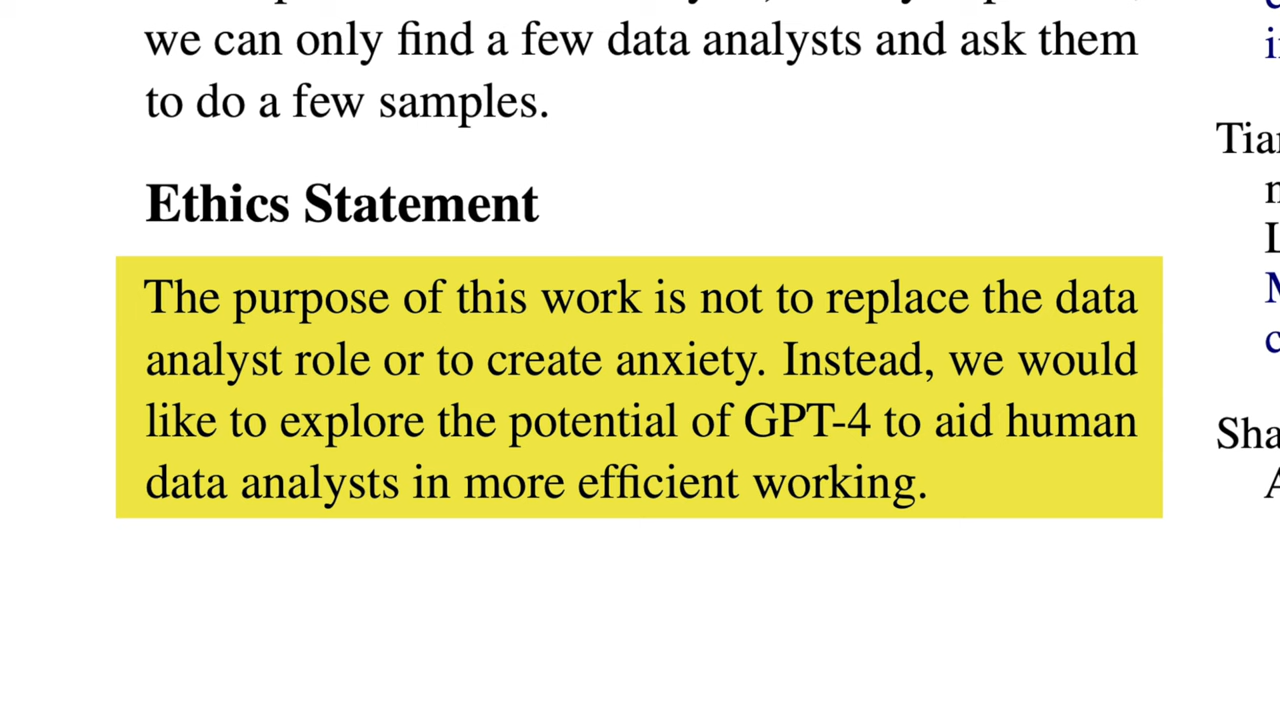 we can only find a few data analysts and ask them
to do a few samples.
Ethics Statement
The purpose of this work is not to replace the data
analyst role or to create anxiety. Instead, we would
like to explore the potential of GPT-4 to aid human
data analysts in more efficient working.